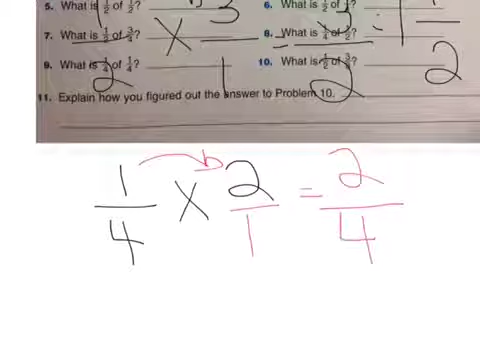 5. What is 1/2 of 1/2?
6. What is of
7. What is 1/2 of 3/4?
8. What is of
9. What is 1/4 of 1/4?
10. What is 1/2 of
11. Explain how you figured out the answer to Problem 10.
1/4 X 2/1 = 2/4